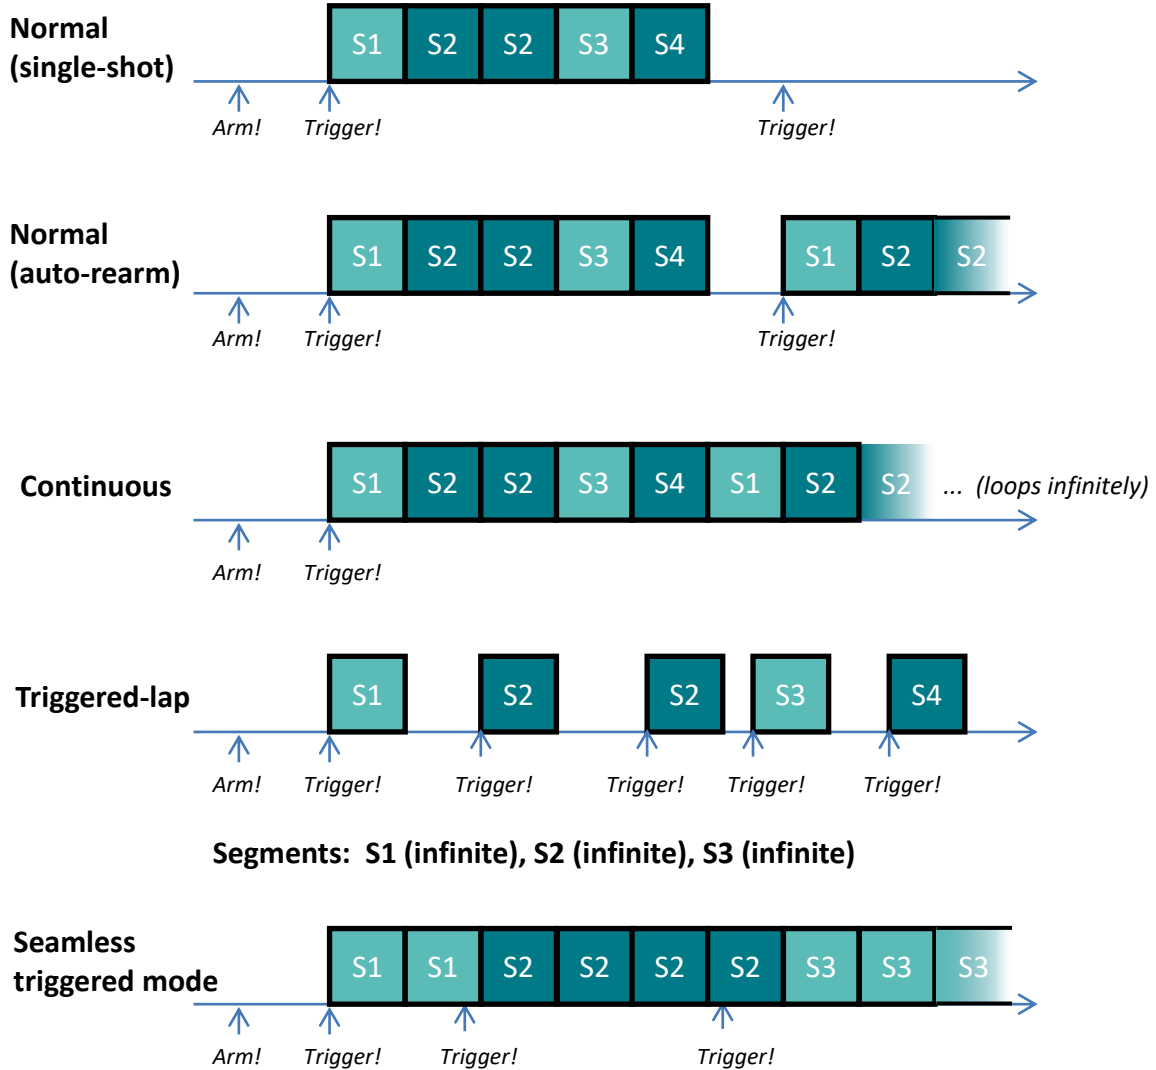 Normal
(single-shot)
S1 S2 S2 S3 S4
Arm! Trigger! Trigger!
Normal
(auto-rearm)
S1 S2 S2 S3 S4 S1 S2 S2
Arm! Trigger! Trigger!
Continuous
S1 S2 S2 S3 S4 S1 S2 S2 ... (loops infinitely)
Arm! Trigger!
Triggered-lap
S1 S2 S2 S3 S4
Arm! Trigger! Trigger! Trigger! Trigger! Trigger!
Segments: S1 (infinite), S2 (infinite), S3 (infinite)
Seamless
triggered mode
S1 S1 S2 S2 S2 S2 S3 S3 S3
Arm! Trigger! Trigger! Trigger!